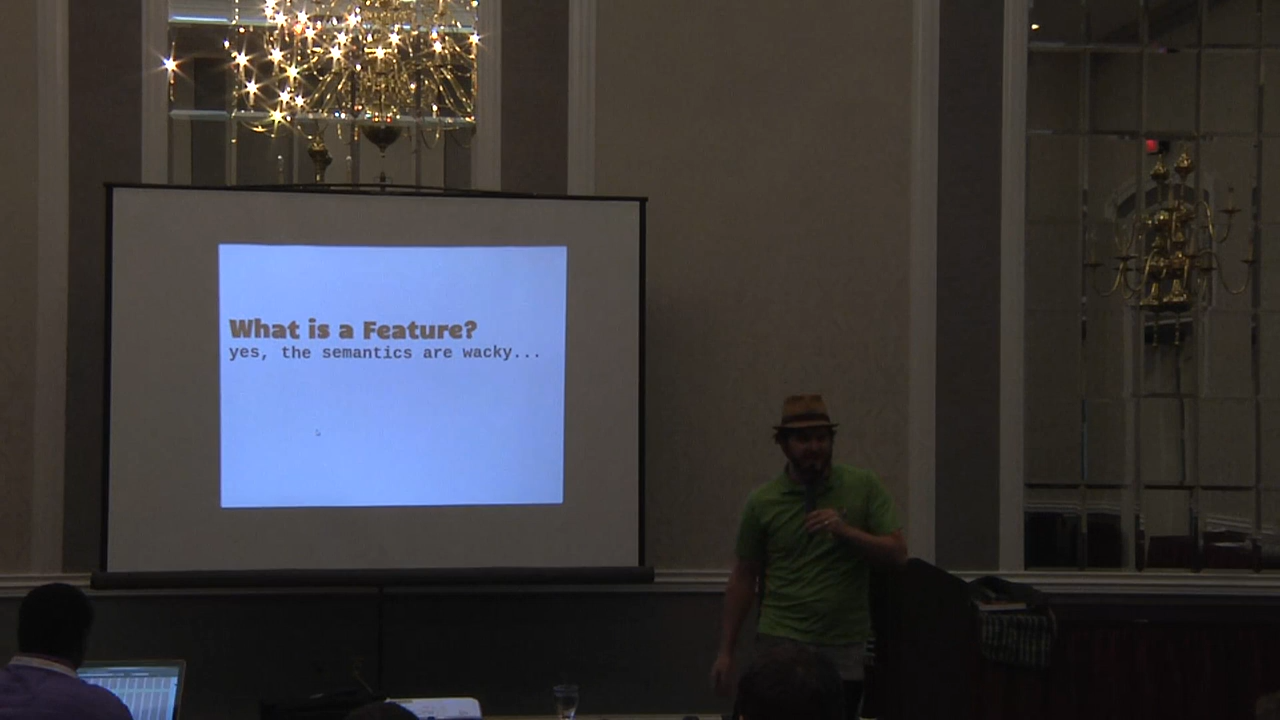 What is a Feature?
yes, the semantics are wacky...